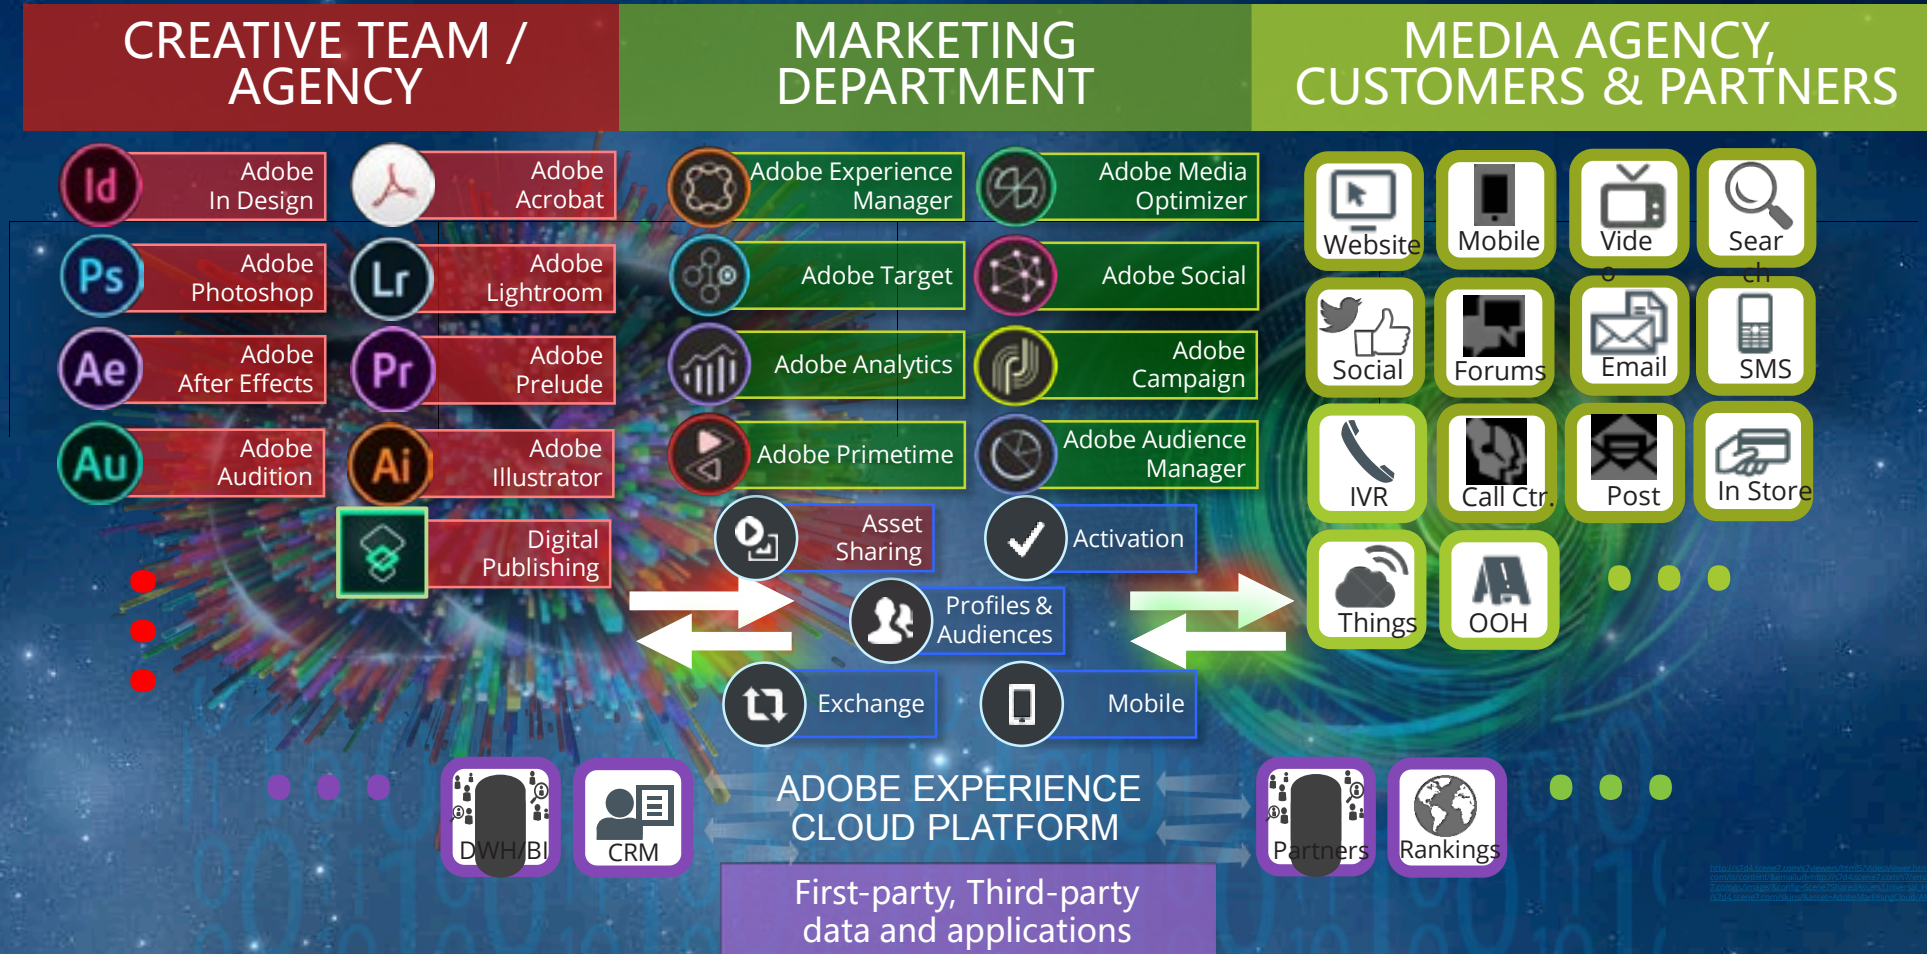 CREATIVE TEAM /
AGENCY
MARKETING
DEPARTMENT
MEDIA AGENCY,
CUSTOMERS & PARTNERS
Id
Adobe
In Design
Adobe
Acrobat
Adobe Experience
Manager
Adobe Media
Optimizer
Website
Mobile
Vide
o
Sear
ch
Ps
Adobe
Photoshop
Lr
Adobe
Lightroom
Adobe Target
Adobe Social
Social
Forums
Email
SMS
Ae
Adobe
After Effects
Pr
Adobe
Prelude
Adobe Analytics
Adobe
Campaign
Au
Adobe
Audition
Ai
Adobe
Illustrator
Adobe Primetime
Adobe Audience
Manager
IVR
Call Ctr.
Post
In Store
Digital
Publishing
Asset
Sharing
Activation
Profiles &
Audiences
Things
OOH
Exchange
Mobile
DWH/BI
CRM
ADOBE EXPERIENCE
CLOUD PLATFORM
Partners
Rankings
First-party, Third-party
data and applications